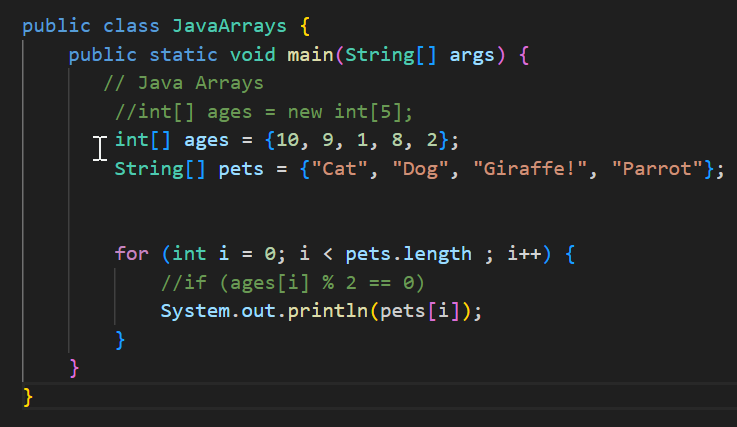 public class JavaArrays {
    public static void main(String[] args) {
       // Java Arrays
        //int[] ages = new int[5];
        int[] ages = {10, 9, 1, 8, 2};
        String[] pets = {"Cat", "Dog", "Giraffe!", "Parrot"};
        for (int i = 0; i < pets.length ; i++) {
            //if (ages[i] % 2 == 0)
            System.out.println(pets[i]);
        }
    }
}